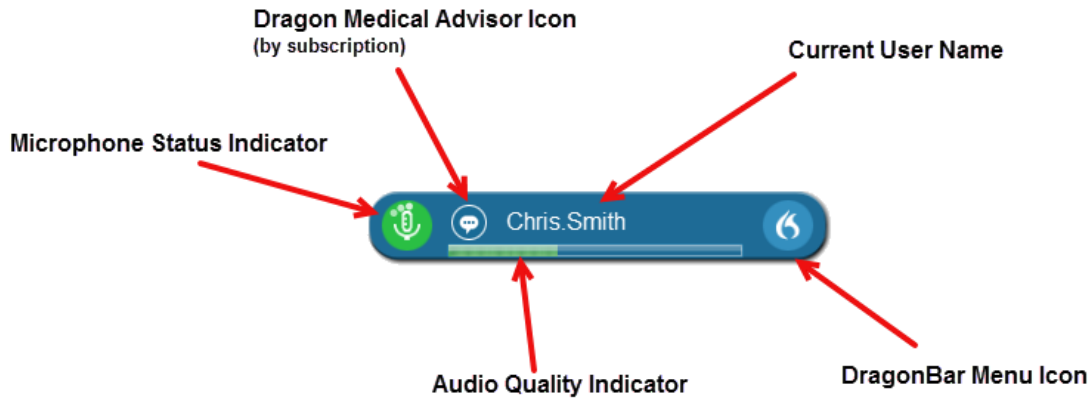 Dragon Medical Advisor Icon
(by subscription)
Current User Name
Microphone Status Indicator
Chris.Smith
Audio Quality Indicator
DragonBar Menu Icon